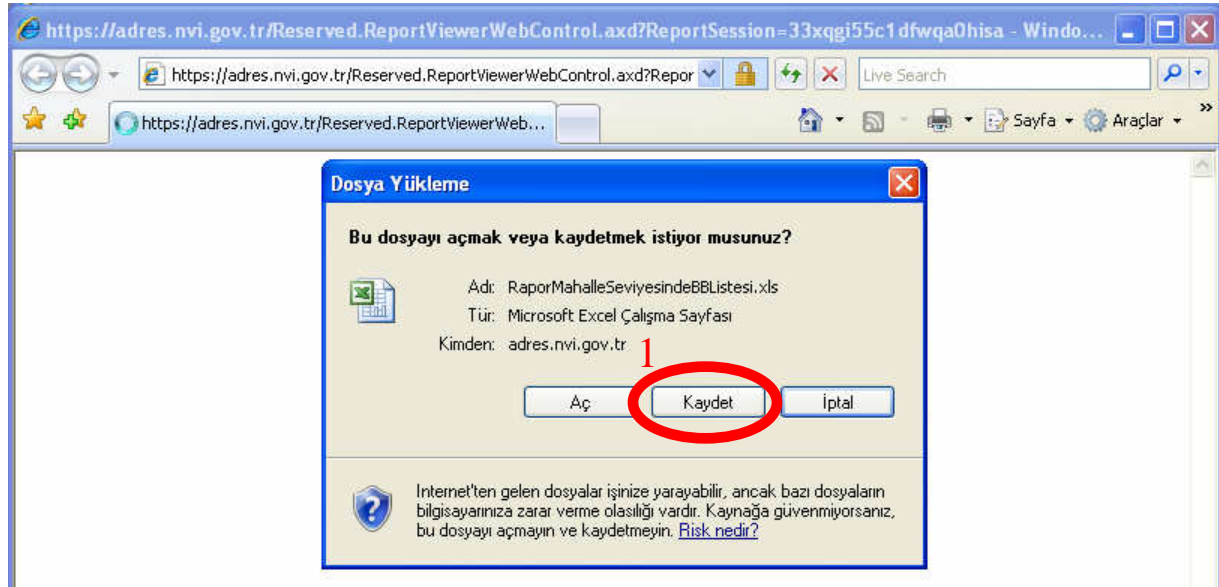 https://adres.nvi.gov.tr/Reserved.ReportViewerWebControl.axd?ReportSession=33xqgi55c1dfwqa0hisa - Windo...
https://adres.nvi.gov.tr/Reserved.ReportViewerWebControl.axd?Repor
Live Search
https://adres.nvi.gov.tr/Reserved.ReportViewerWeb...
Sayfa
Araçlar
Dosya Yükleme
Bu dosyayı açmak veya kaydetmek istiyor musunuz?
Adı: RaporMahalleSeviyesindeBBListesi.xls
Tür: Microsoft Excel Çalışma Sayfası
Kimden: adres.nvi.gov.tr
1
Aç
Kaydet
İptal
Internet'ten gelen dosyalar işinize yarayabilir, ancak bazı dosyaların
bilgisayarınıza zarar verme olasılığı vardır. Kaynağa güvenmiyorsanız,
bu dosyayı açmayın ve kaydetmeyin. Risk nedir?